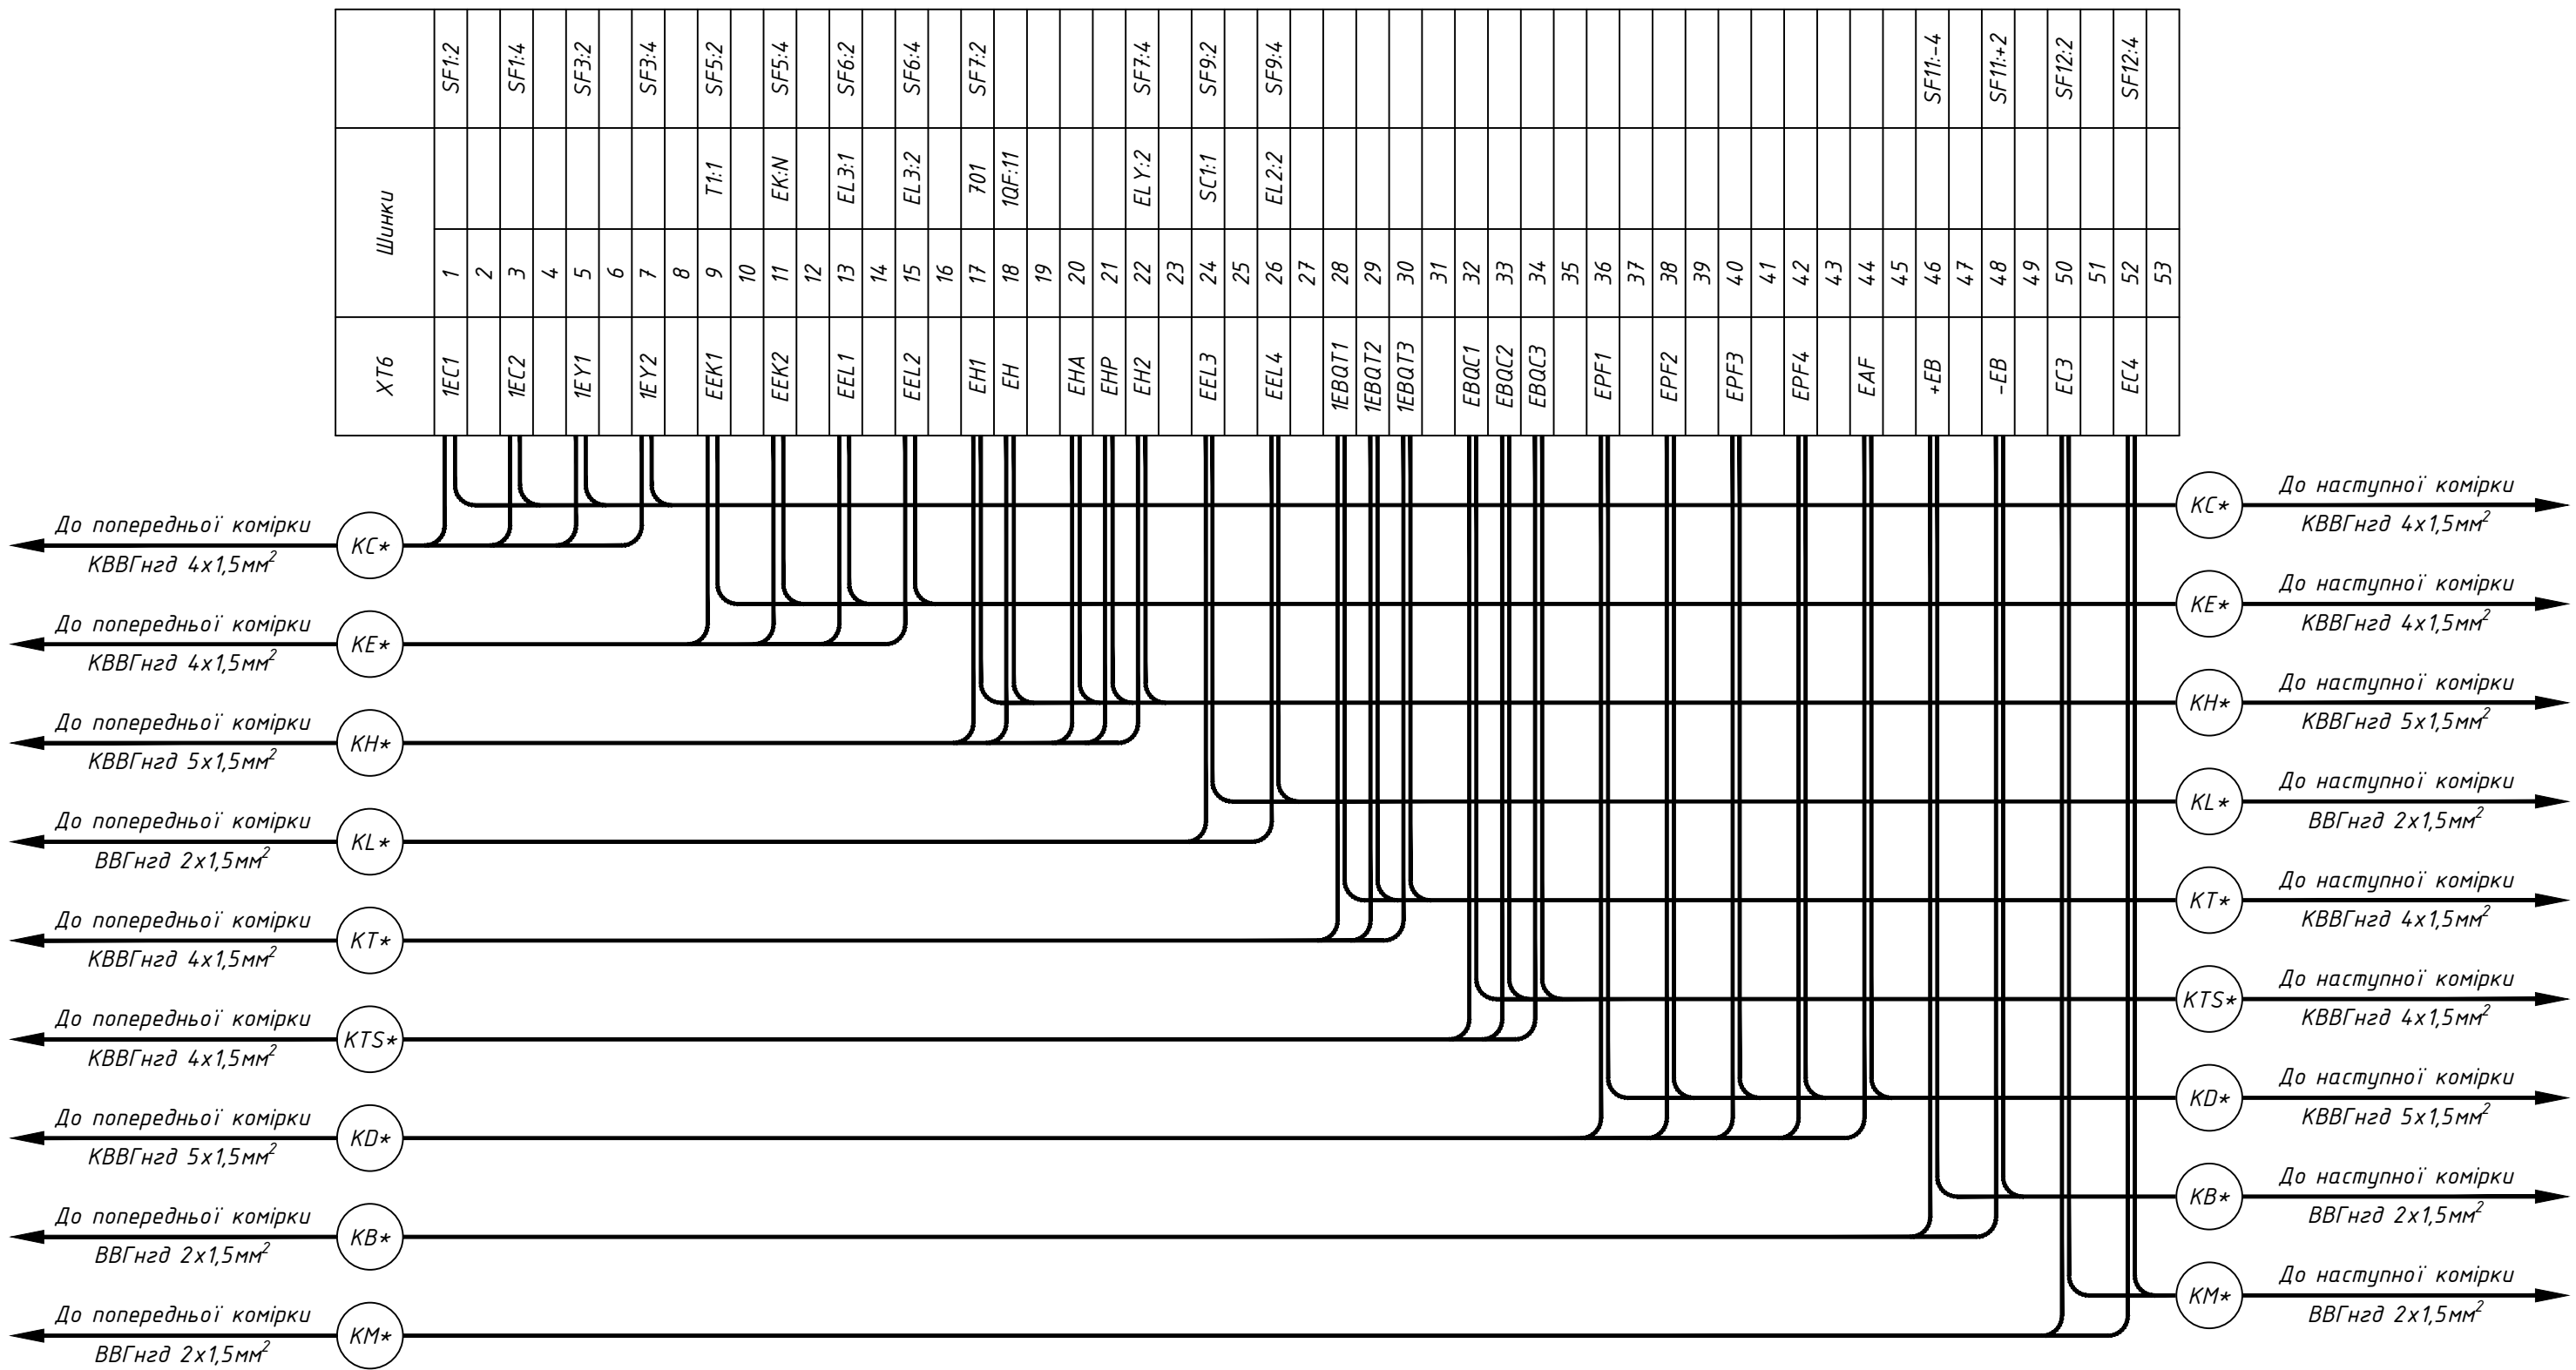 SF1:2 SF1:4 SF3:2 SF3:4 SF5:2 SF5:4 SF6:2 SF6:4 SF7:2 SF7:4 SF9:2 SF9:4 SF11:-4 SF11:+2 SF12:2 SF12:4
Шинки T1:1 EK:N EL3:1 EL3:2 701 1QF:11 ELY:2 SC1:1 EL2:2
1 2 3 4 5 6 7 8 9 10 11 12 13 14 15 16 17 18 19 20 21 22 23 24 25 26 27 28 29 30 31 32 33 34 35 36 37 38 39 40 41 42 43 44 45 46 47 48 49 50 51 52 53
XT6 1EC1 1EC2 1EY1 1EY2 EEK1 EEK2 EEL1 EEL2 EH1 EH EHA EHP EH2 EEL3 EEL4 1EBQT1 1EBQT2 1EBQT3 EBQC1 EBQC2 EBQC3 EPF1 EPF2 EPF3 EPF4 EAF +EB -EB EC3 EC4
До попередньої комірки
KC*
КВВГнгд 4х1,5мм²
До попередньої комірки
KE*
КВВГнгд 4х1,5мм²
До попередньої комірки
KH*
КВВГнгд 5х1,5мм²
До попередньої комірки
KL*
ВВГнгд 2х1,5мм²
До попередньої комірки
KT*
КВВГнгд 4х1,5мм²
До попередньої комірки
KTS*
КВВГнгд 4х1,5мм²
До попередньої комірки
KD*
КВВГнгд 5х1,5мм²
До попередньої комірки
KB*
ВВГнгд 2х1,5мм²
До попередньої комірки
KM*
ВВГнгд 2х1,5мм²
До наступної комірки
KC*
КВВГнгд 4х1,5мм²
До наступної комірки
KE*
КВВГнгд 4х1,5мм²
До наступної комірки
KH*
КВВГнгд 5х1,5мм²
До наступної комірки
KL*
ВВГнгд 2х1,5мм²
До наступної комірки
KT*
КВВГнгд 4х1,5мм²
До наступної комірки
KTS*
КВВГнгд 4х1,5мм²
До наступної комірки
KD*
КВВГнгд 5х1,5мм²
До наступної комірки
KB*
ВВГнгд 2х1,5мм²
До наступної комірки
KM*
ВВГнгд 2х1,5мм²